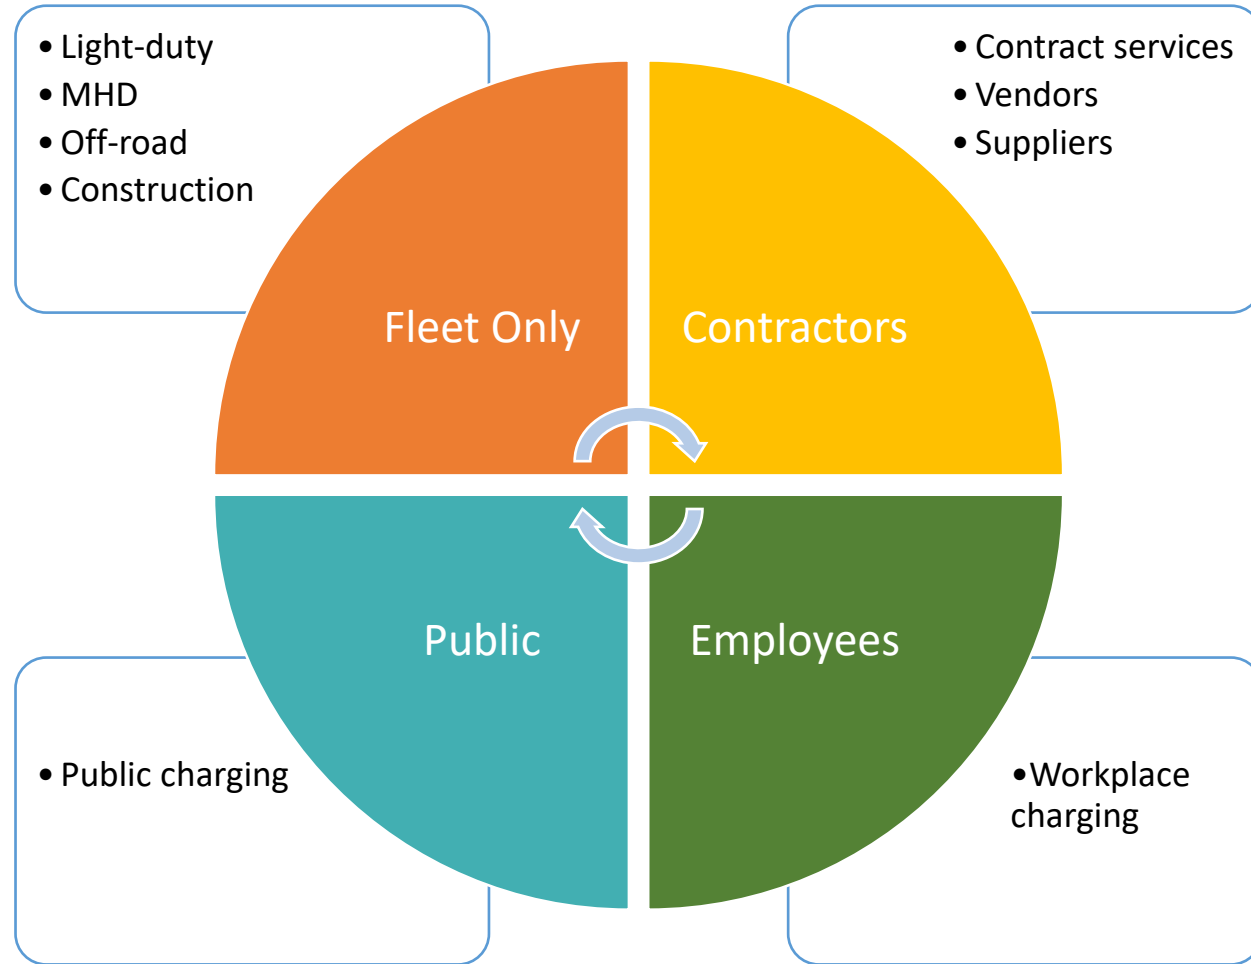 • Light-duty
• MHD
• Off-road
• Construction
• Contract services
• Vendors
• Suppliers
Fleet Only
Contractors
Public
Employees
• Public charging
•Workplace
charging